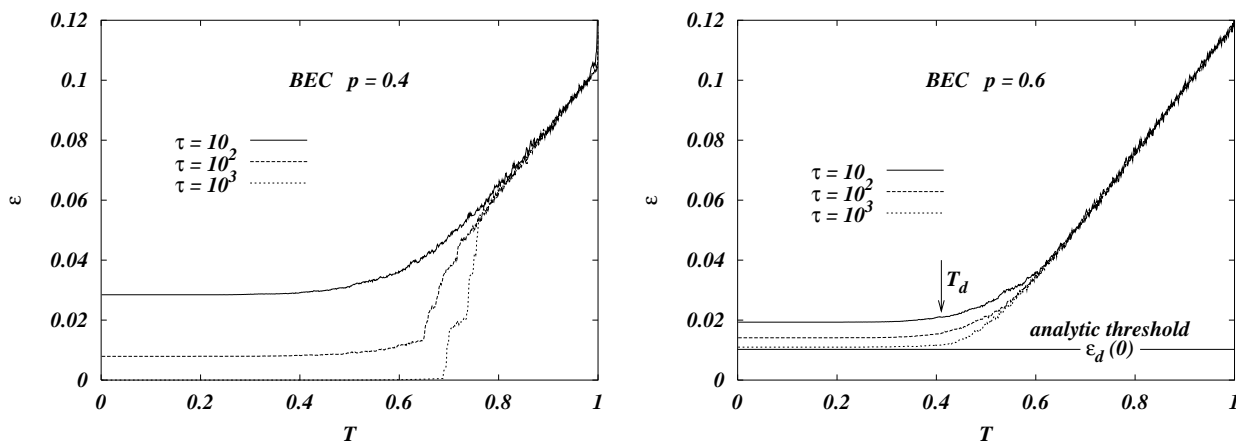 0.12
0.1
0.08
0.06
0.04
0.02
0
ε
BEC p = 0.4
τ = 10
τ = 10²
τ = 10³
0 0.2 0.4 0.6 0.8 1
T
0.12
0.1
0.08
0.06
0.04
0.02
0
ε
BEC p = 0.6
τ = 10
τ = 10²
τ = 10³
T_d
analytic threshold
ε_d (0)
0 0.2 0.4 0.6 0.8 1
T